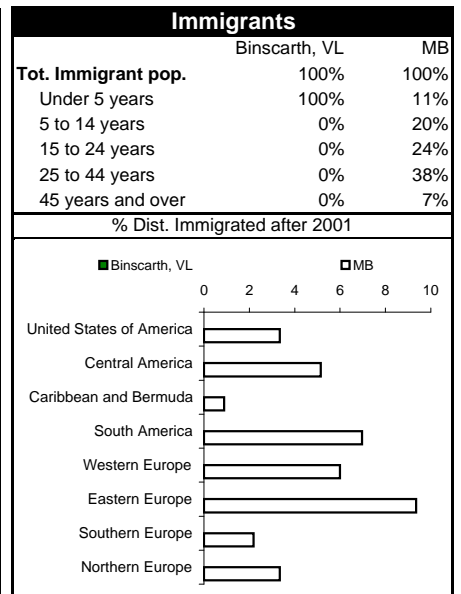 Immigrants
Binscarth, VL MB
Tot. Immigrant pop. 100% 100%
Under 5 years 100% 11%
5 to 14 years 0% 20%
15 to 24 years 0% 24%
25 to 44 years 0% 38%
45 years and over 0% 7%
% Dist. Immigrated after 2001
Binscarth, VL MB
0 2 4 6 8 10
United States of America
Central America
Caribbean and Bermuda
South America
Western Europe
Eastern Europe
Southern Europe
Northern Europe